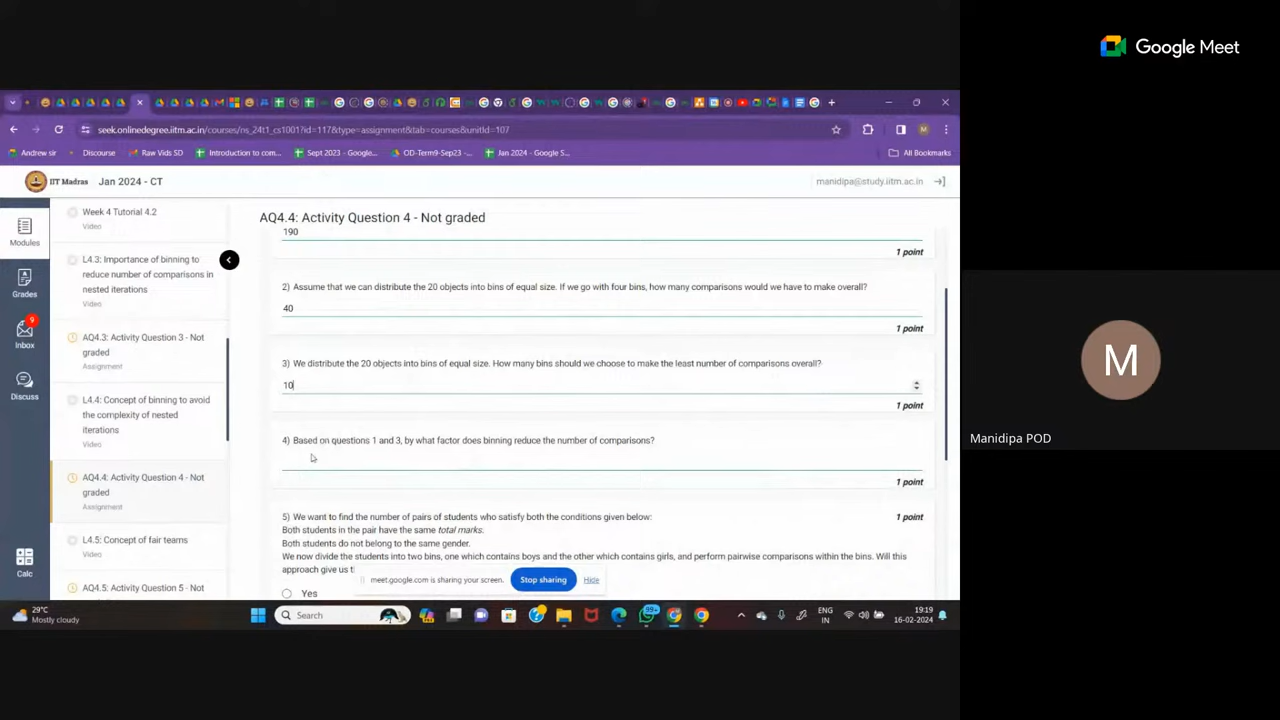 Google Meet
seek.onlinedegree.iitm.ac.in/courses/ns_24t1_cs1001?id=117&type=assignment&tab=courses&unitId=107
Andrew sir
Discourse
Raw Vids SD
Introduction to com...
Sept 2023 - Google...
OD-Term9-Sep23 -...
Jan 2024 - Google S...
All Bookmarks
IIT Madras
Jan 2024 - CT
manidipa@study.iitm.ac.in
Modules
Grades
9
Inbox
Discuss
Calc
Week 4 Tutorial 4.2
Video
L4.3: Importance of binning to
reduce number of comparisons in
nested iterations
Video
AQ4.3: Activity Question 3 - Not
graded
Assignment
L4.4: Concept of binning to avoid
the complexity of nested
iterations
Video
AQ4.4: Activity Question 4 - Not
graded
Assignment
L4.5: Concept of fair teams
Video
AQ4.5: Activity Question 5 - Not
AQ4.4: Activity Question 4 - Not graded
190
1 point
2) Assume that we can distribute the 20 objects into bins of equal size. If we go with four bins, how many comparisons would we have to make overall?
40
1 point
3) We distribute the 20 objects into bins of equal size. How many bins should we choose to make the least number of comparisons overall?
10
1 point
4) Based on questions 1 and 3, by what factor does binning reduce the number of comparisons?
1 point
5) We want to find the number of pairs of students who satisfy both the conditions given below:
1 point
Both students in the pair have the same total marks.
Both students do not belong to the same gender.
We now divide the students into two bins, one which contains boys and the other which contains girls, and perform pairwise comparisons within the bins. Will this
approach give us t
Yes
meet.google.com is sharing your screen.
Stop sharing
Hide
M
Manidipa POD
29°C
Mostly cloudy
Search
99+
ENG
IN
19:19
16-02-2024